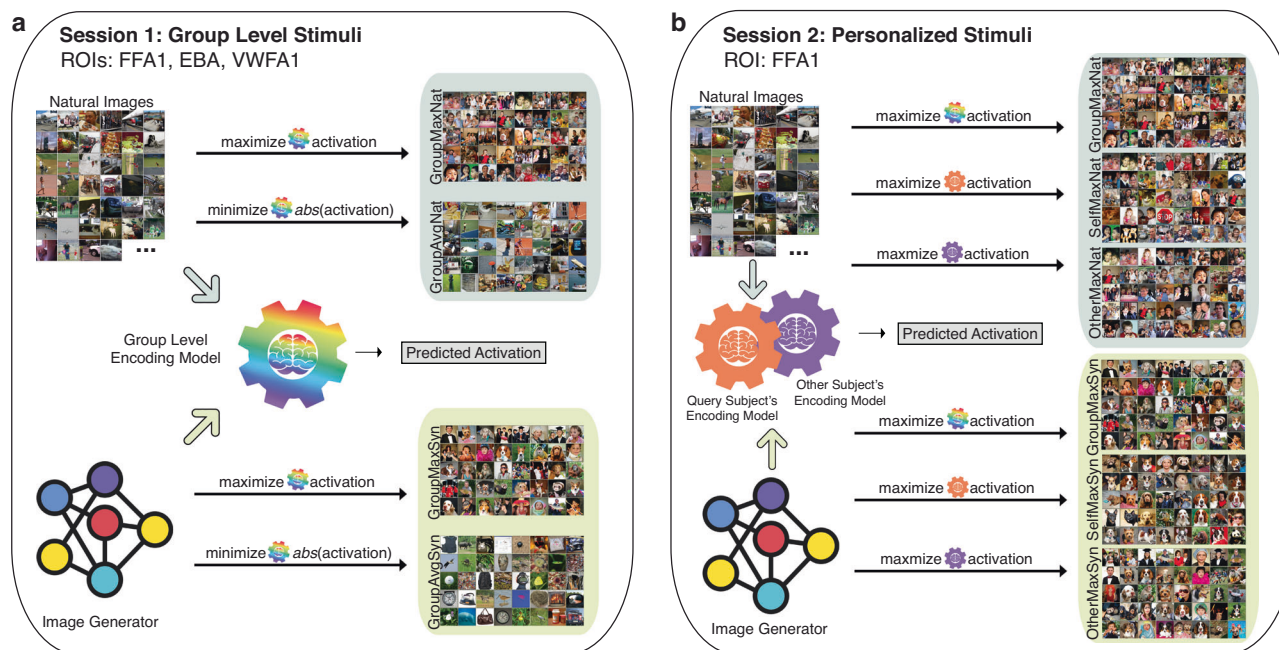 a
Session 1: Group Level Stimuli
ROIs: FFA1, EBA, VWFA1
Natural Images
...
maximize activation
minimize abs(activation)
GroupMaxNat
GroupAvgNat
Group Level
Encoding Model
Predicted Activation
maximize activation
minimize abs(activation)
GroupMaxSyn
GroupAvgSyn
Image Generator
b
Session 2: Personalized Stimuli
ROI: FFA1
Natural Images
...
maximize activation
maximize activation
maxmize activation
GroupMaxNat
SelfMaxNat
STOP
OtherMaxNat
Predicted Activation
Query Subject's
Encoding Model
Other Subject's
Encoding Model
maximize activation
maximize activation
maxmize activation
GroupMaxSyn
SelfMaxSyn
OtherMaxSyn
Image Generator